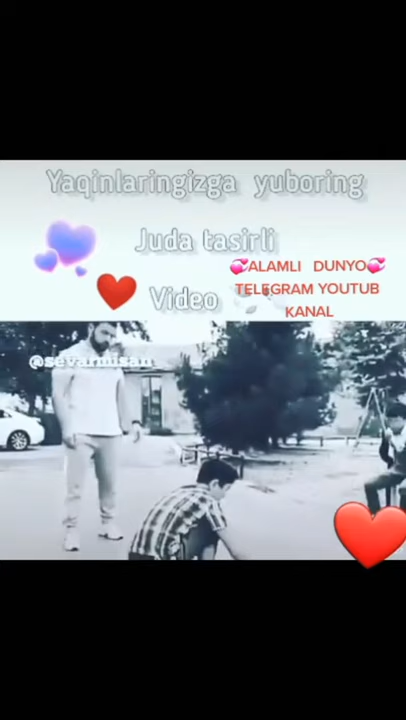 Yaqinlaringizga yuboring
Juda tasirli
ALAMLI DUNYO
Video
TELEGRAM YOUTUB
KANAL
@sevarmisan